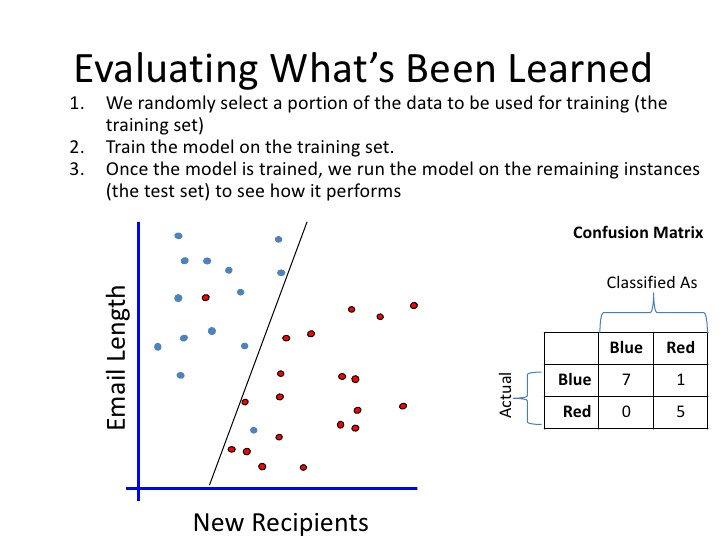 Evaluating What's Been Learned
1. We randomly select a portion of the data to be used for training (the
training set)
2. Train the model on the training set.
3. Once the model is trained, we run the model on the remaining instances
(the test set) to see how it performs
Email Length
New Recipients
Confusion Matrix
Classified As
Actual
Blue Red
Blue 7 1
Red 0 5